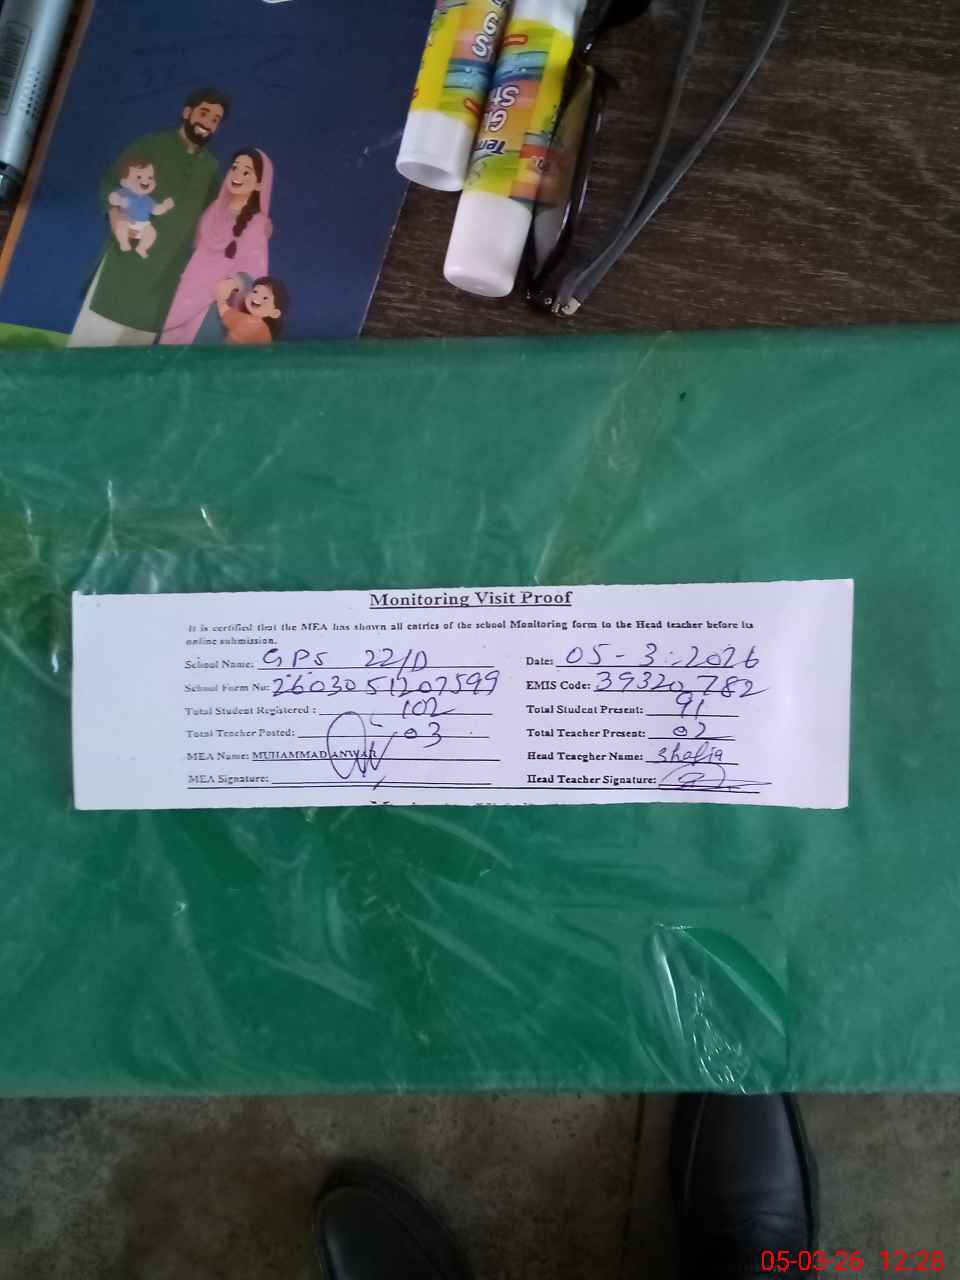 Monitoring Visit Proof
It is certified that the MEA has shown all entries of the school Monitoring form to the Head teacher before its
online submission.
School Name: GPS 22/D Date: 05-3-2026
School Form No: 2603051207599 EMIS Code: 39320782
Total Student Registered : 102 Total Student Present: 91
Total Teacher Posted: 03 Total Teacher Present: 02
MEA Name: MUHAMMAD ANWAR Head Teacgher Name: Shafiq
MEA Signature: Head Teacher Signature:
05-03-26 12:28